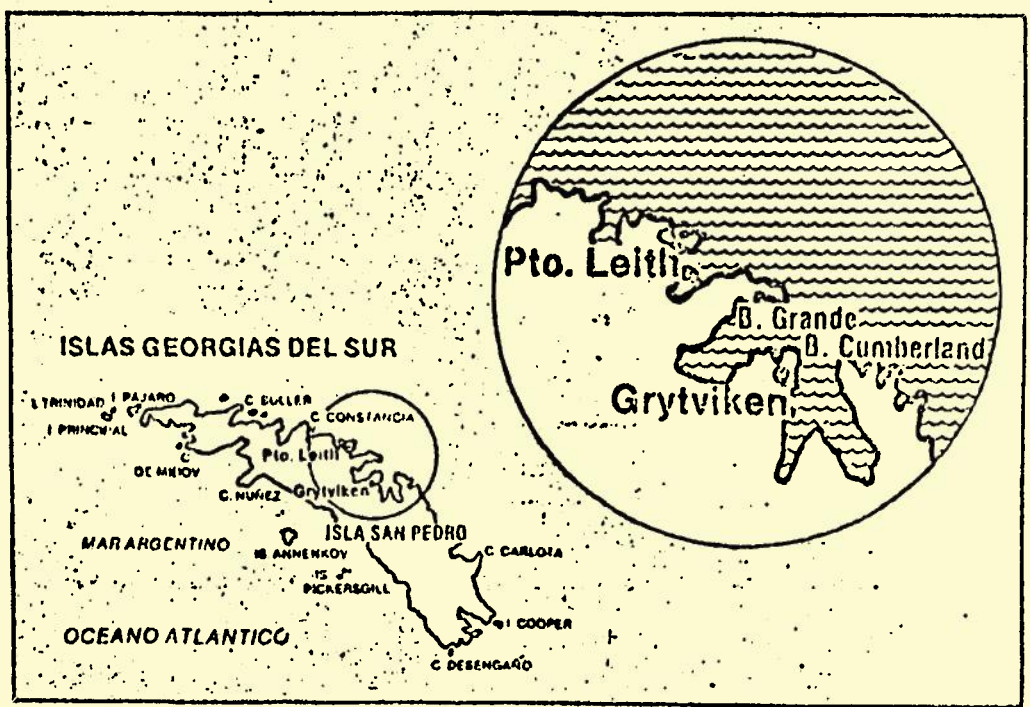 Pto. Leith
B. Grande
B. Cumberland
Grytviken
ISLAS GEORGIAS DEL SUR
I. TRINIDAD
I PAJARO
C. BULLER
C. CONSTANCIA
I PRINCIPAL
Pto. Leith
C
C. NUÑEZ
Grytviken
ISLA SAN PEDRO
MAR ARGENTINO
IS ANNENKOV
C. CARLOTA
IS
PICKERSGILL
I COOPER
OCEANO ATLANTICO
C. DESENGAÑO